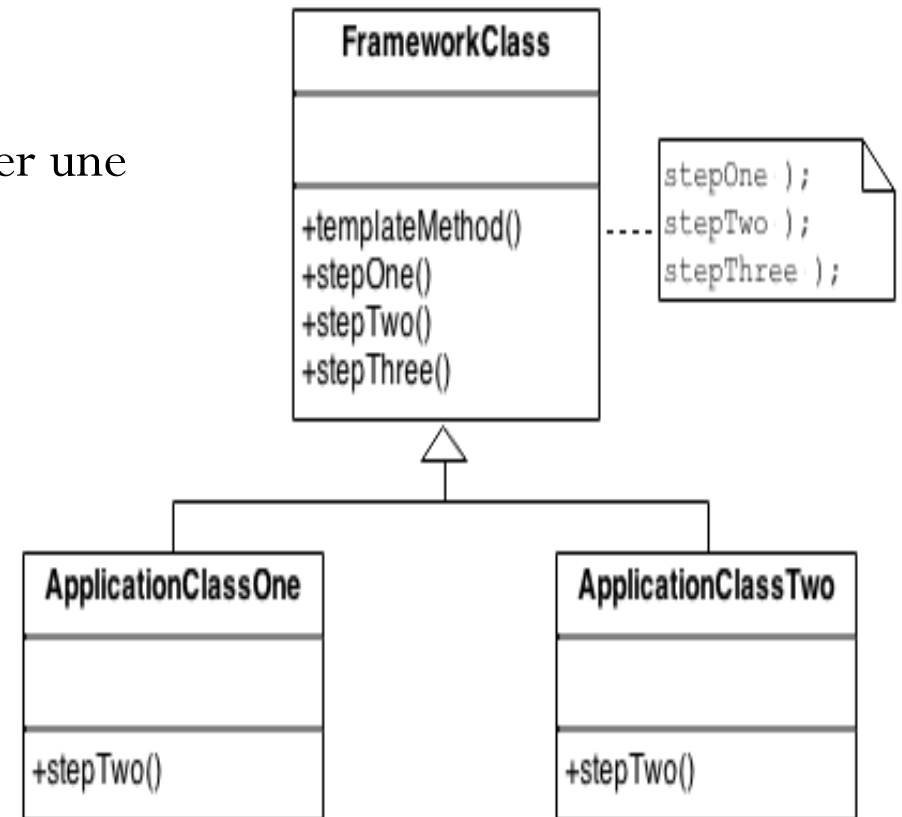 FrameworkClass
er une
stepOne );
stepTwo );
stepThree );
+templateMethod()
+stepOne()
+stepTwo()
+stepThree()
ApplicationClassOne
+stepTwo()
ApplicationClassTwo
+stepTwo()